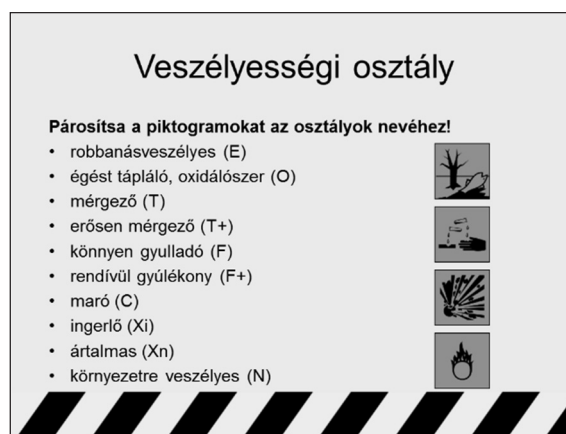 Veszélyességi osztály
Párosítsa a piktogramokat az osztályok nevéhez!
• robbanásveszélyes (E)
• égést tápláló, oxidálószer (O)
• mérgező (T)
• erősen mérgező (T+)
• könnyen gyulladó (F)
• rendívül gyúlékony (F+)
• maró (C)
• ingerlő (Xi)
• ártalmas (Xn)
• környezetre veszélyes (N)